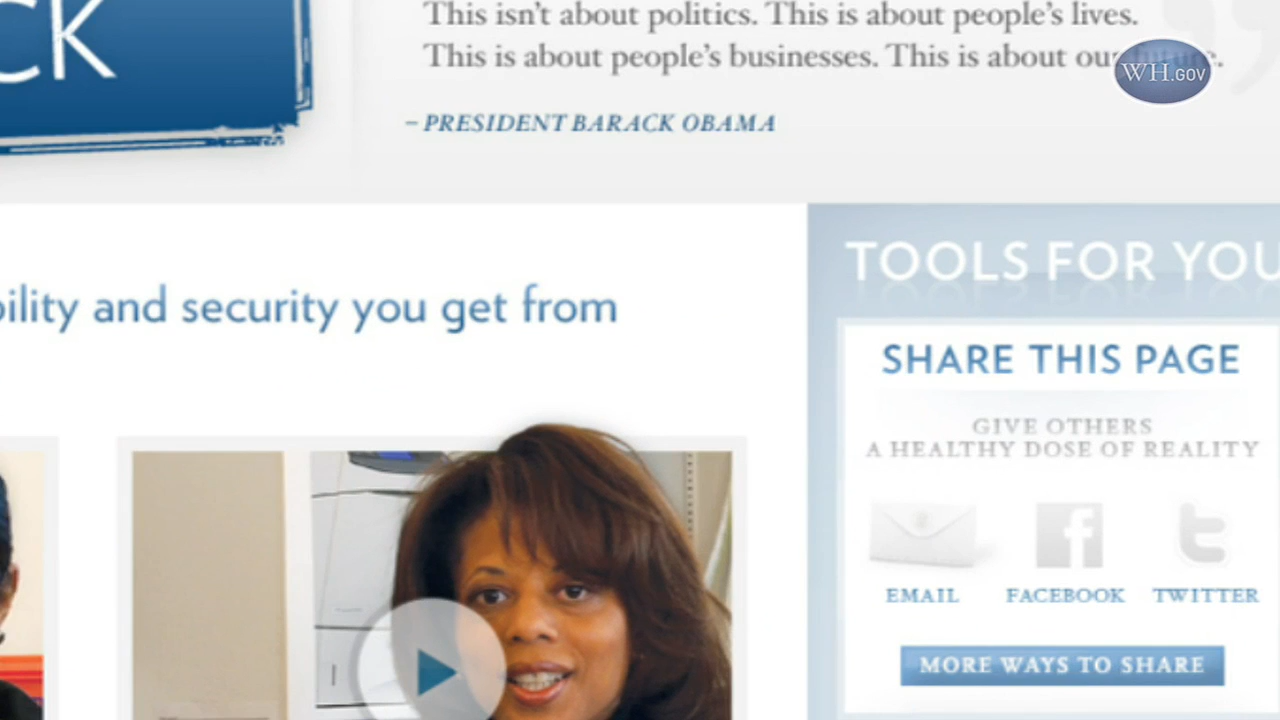 CK
This isn't about politics. This is about people's lives.
This is about people's businesses. This is about our future.
WH.GOV
– PRESIDENT BARACK OBAMA
TOOLS FOR YOU
bility and security you get from
SHARE THIS PAGE
GIVE OTHERS
A HEALTHY DOSE OF REALITY
EMAIL FACEBOOK TWITTER
MORE WAYS TO SHARE